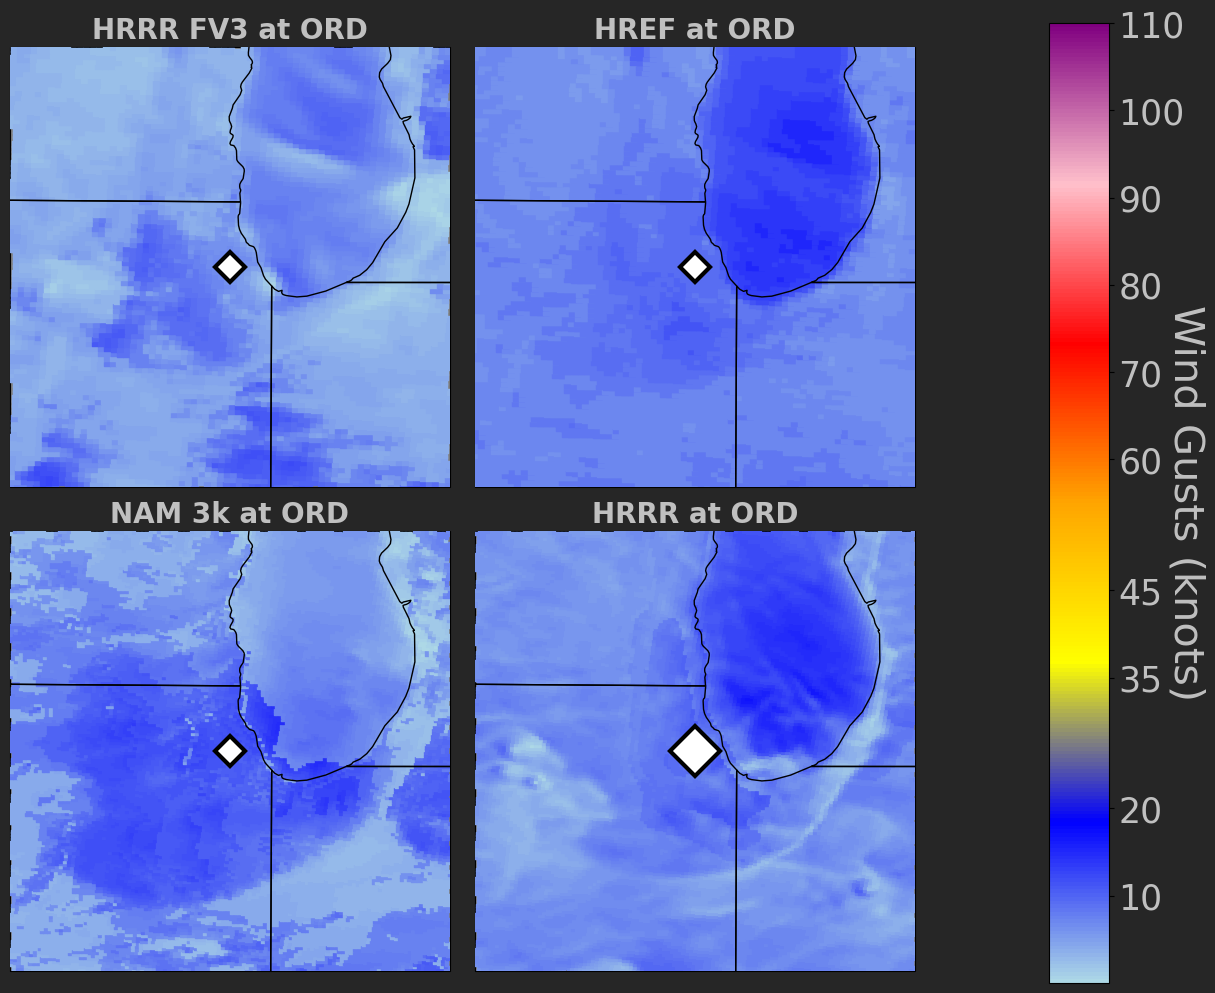 HRRR FV3 at ORD
HREF at ORD
NAM 3k at ORD
HRRR at ORD
110
100
90
80
70
60
45
35
20
10
Wind Gusts (knots)